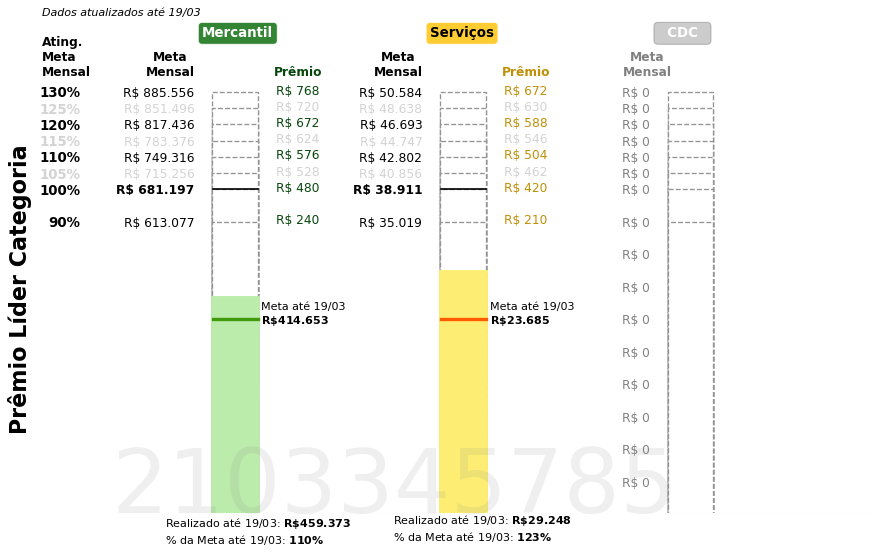 Dados atualizados até 19/03
Mercantil Serviços CDC
Ating. Meta Mensal Meta Mensal Prêmio Meta Mensal Prêmio Meta Mensal
130% R$ 885.556 R$ 768 R$ 50.584 R$ 672 R$ 0
125% R$ 851.496 R$ 720 R$ 48.638 R$ 630 R$ 0
120% R$ 817.436 R$ 672 R$ 46.693 R$ 588 R$ 0
115% R$ 783.376 R$ 624 R$ 44.747 R$ 546 R$ 0
110% R$ 749.316 R$ 576 R$ 42.802 R$ 504 R$ 0
105% R$ 715.256 R$ 528 R$ 40.856 R$ 462 R$ 0
100% R$ 681.197 R$ 480 R$ 38.911 R$ 420 R$ 0
90% R$ 613.077 R$ 240 R$ 35.019 R$ 210 R$ 0
R$ 0
R$ 0
Meta até 19/03 Meta até 19/03
R$414.653 R$23.685 R$ 0
R$ 0
R$ 0
R$ 0
R$ 0
R$ 0
Prêmio Líder Categoria
2103345785
Realizado até 19/03: R$459.373 Realizado até 19/03: R$29.248
% da Meta até 19/03: 110% % da Meta até 19/03: 123%